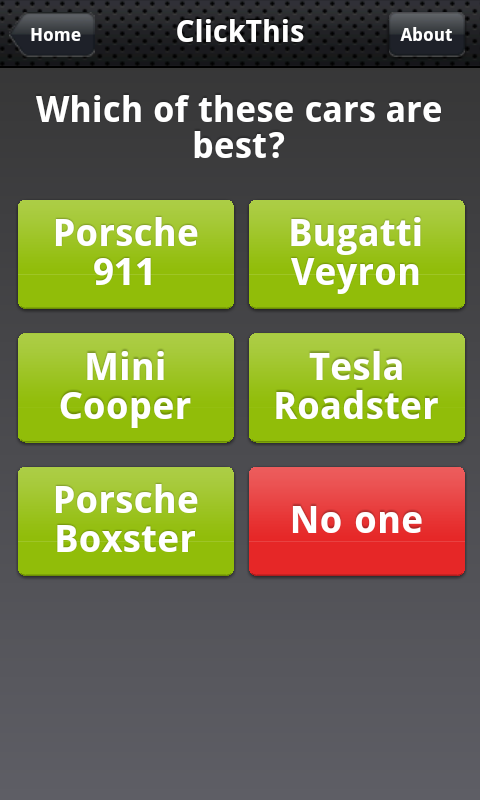 Home
ClickThis
About
Which of these cars are
best?
Porsche
911
Bugatti
Veyron
Mini
Cooper
Tesla
Roadster
Porsche
Boxster
No one